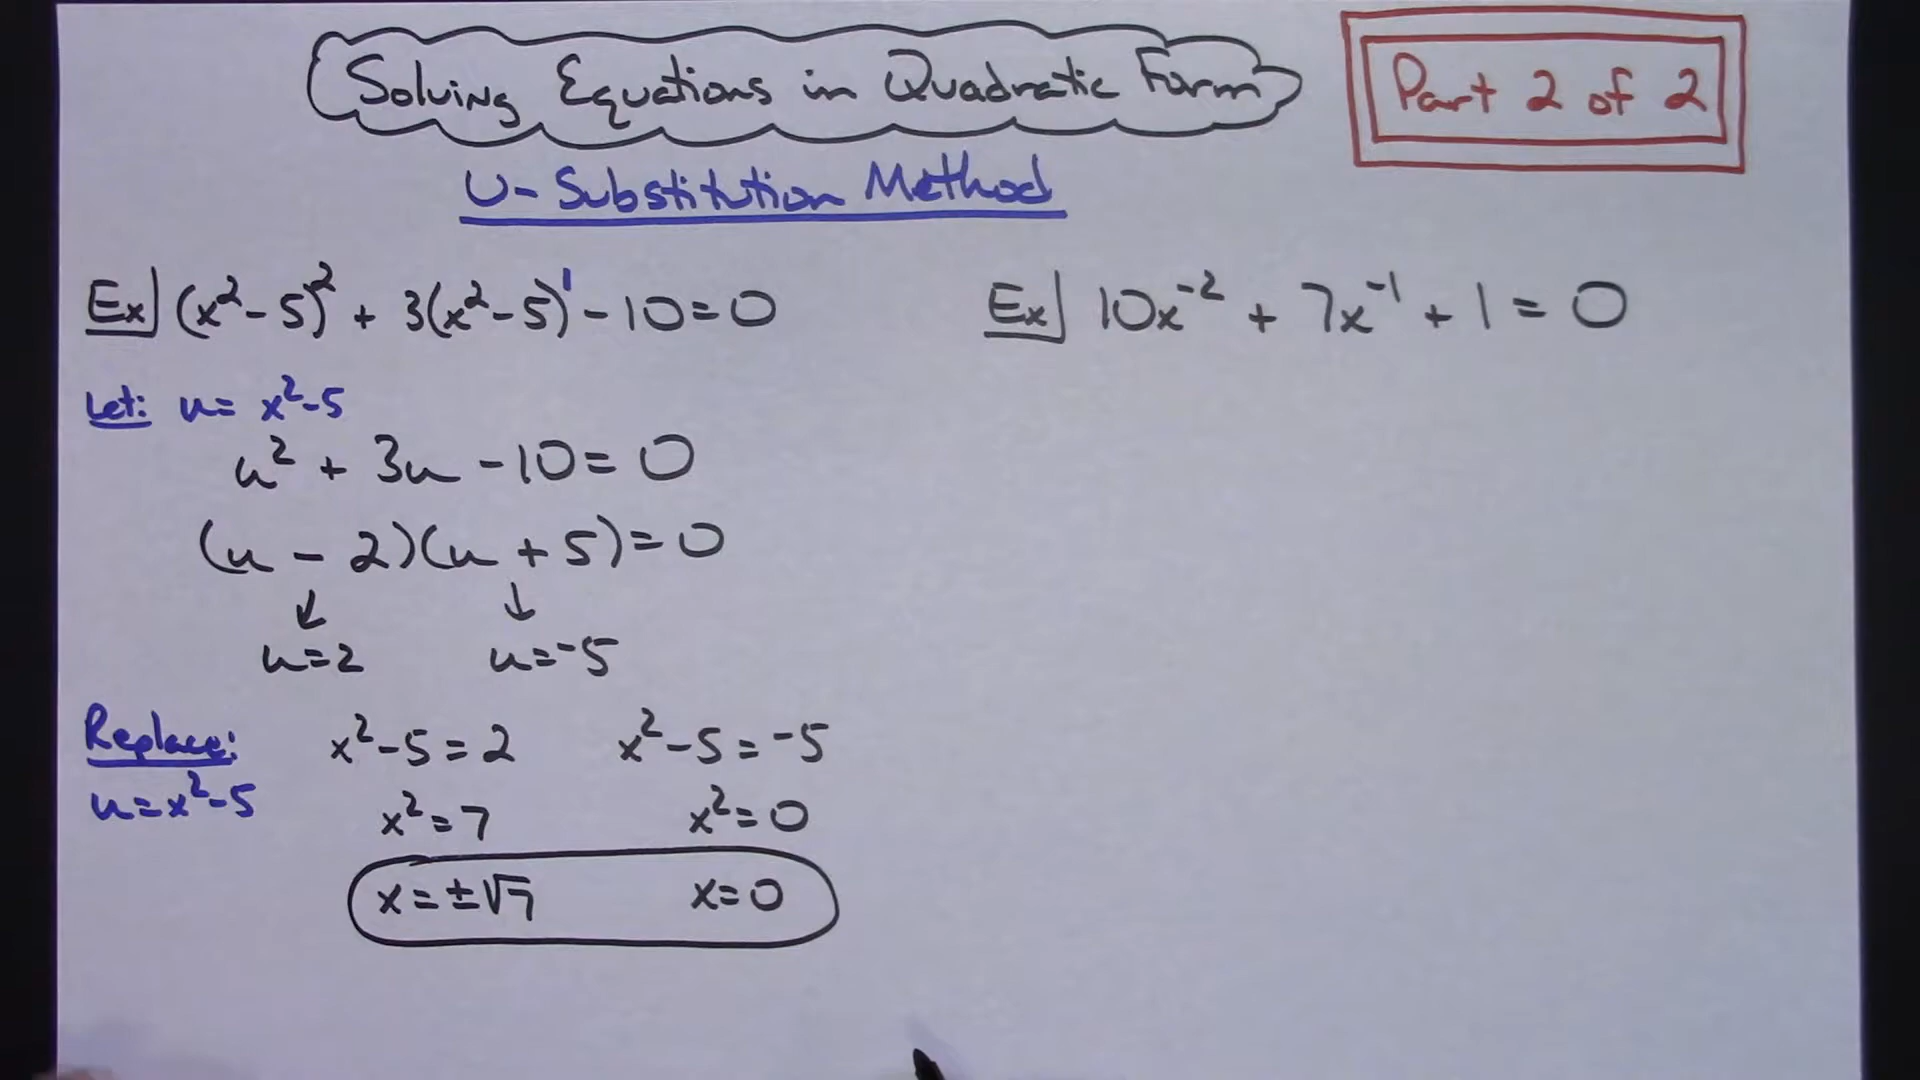 Solving Equations in Quadratic Form
Part 2 of 2
U-Substitution Method
Ex] (x²-5)² + 3(x²-5)¹ - 10 = 0
Let: u = x²-5
u² + 3u - 10 = 0
(u - 2)(u + 5) = 0
↙ ↓
u=2 u=-5
Replace: x²-5 = 2 x²-5 = -5
u=x²-5 x²=7 x²=0
x=±√7 x=0
Ex] 10x⁻² + 7x⁻¹ + 1 = 0